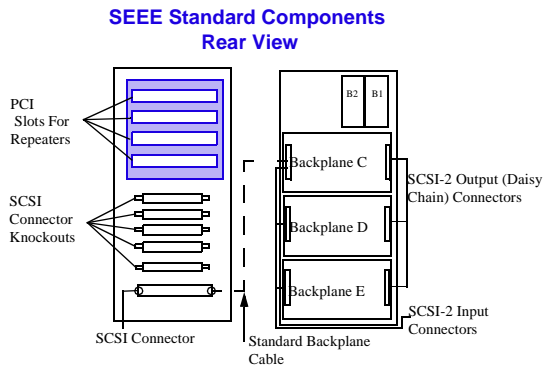 SEEE Standard Components
Rear View
B2
B1
PCI
Slots For
Repeaters
Backplane C
SCSI-2 Output (Daisy
Chain) Connectors
SCSI
Connector
Knockouts
Backplane D
Backplane E
SCSI-2 Input
Connectors
SCSI Connector
Standard Backplane
Cable